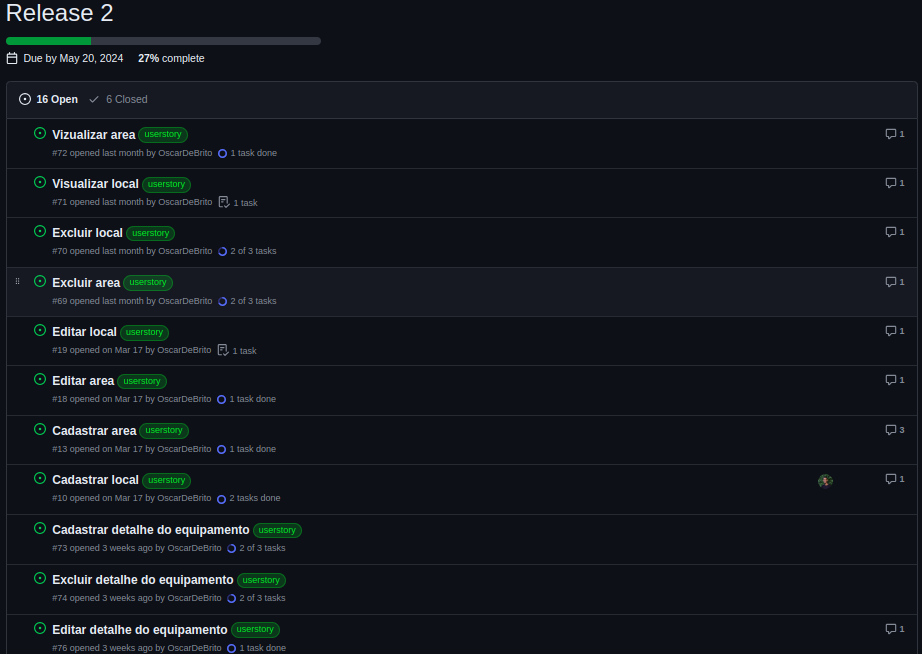 Release 2
Due by May 20, 2024 27% complete
16 Open 6 Closed
Vizualizar area userstory 1
#72 opened last month by OscarDeBrito 1 task done
Visualizar local userstory 1
#71 opened last month by OscarDeBrito 1 task
Excluir local userstory 1
#70 opened last month by OscarDeBrito 2 of 3 tasks
Excluir area userstory 1
#69 opened last month by OscarDeBrito 2 of 3 tasks
Editar local userstory 1
#19 opened on Mar 17 by OscarDeBrito 1 task
Editar area userstory 1
#18 opened on Mar 17 by OscarDeBrito 1 task done
Cadastrar area userstory 3
#13 opened on Mar 17 by OscarDeBrito 1 task done
Cadastrar local userstory 1
#10 opened on Mar 17 by OscarDeBrito 2 tasks done
Cadastrar detalhe do equipamento userstory
#73 opened 3 weeks ago by OscarDeBrito 2 of 3 tasks
Excluir detalhe do equipamento userstory
#74 opened 3 weeks ago by OscarDeBrito 2 of 3 tasks
Editar detalhe do equipamento userstory 1
#76 opened 3 weeks ago by OscarDeBrito 1 task done